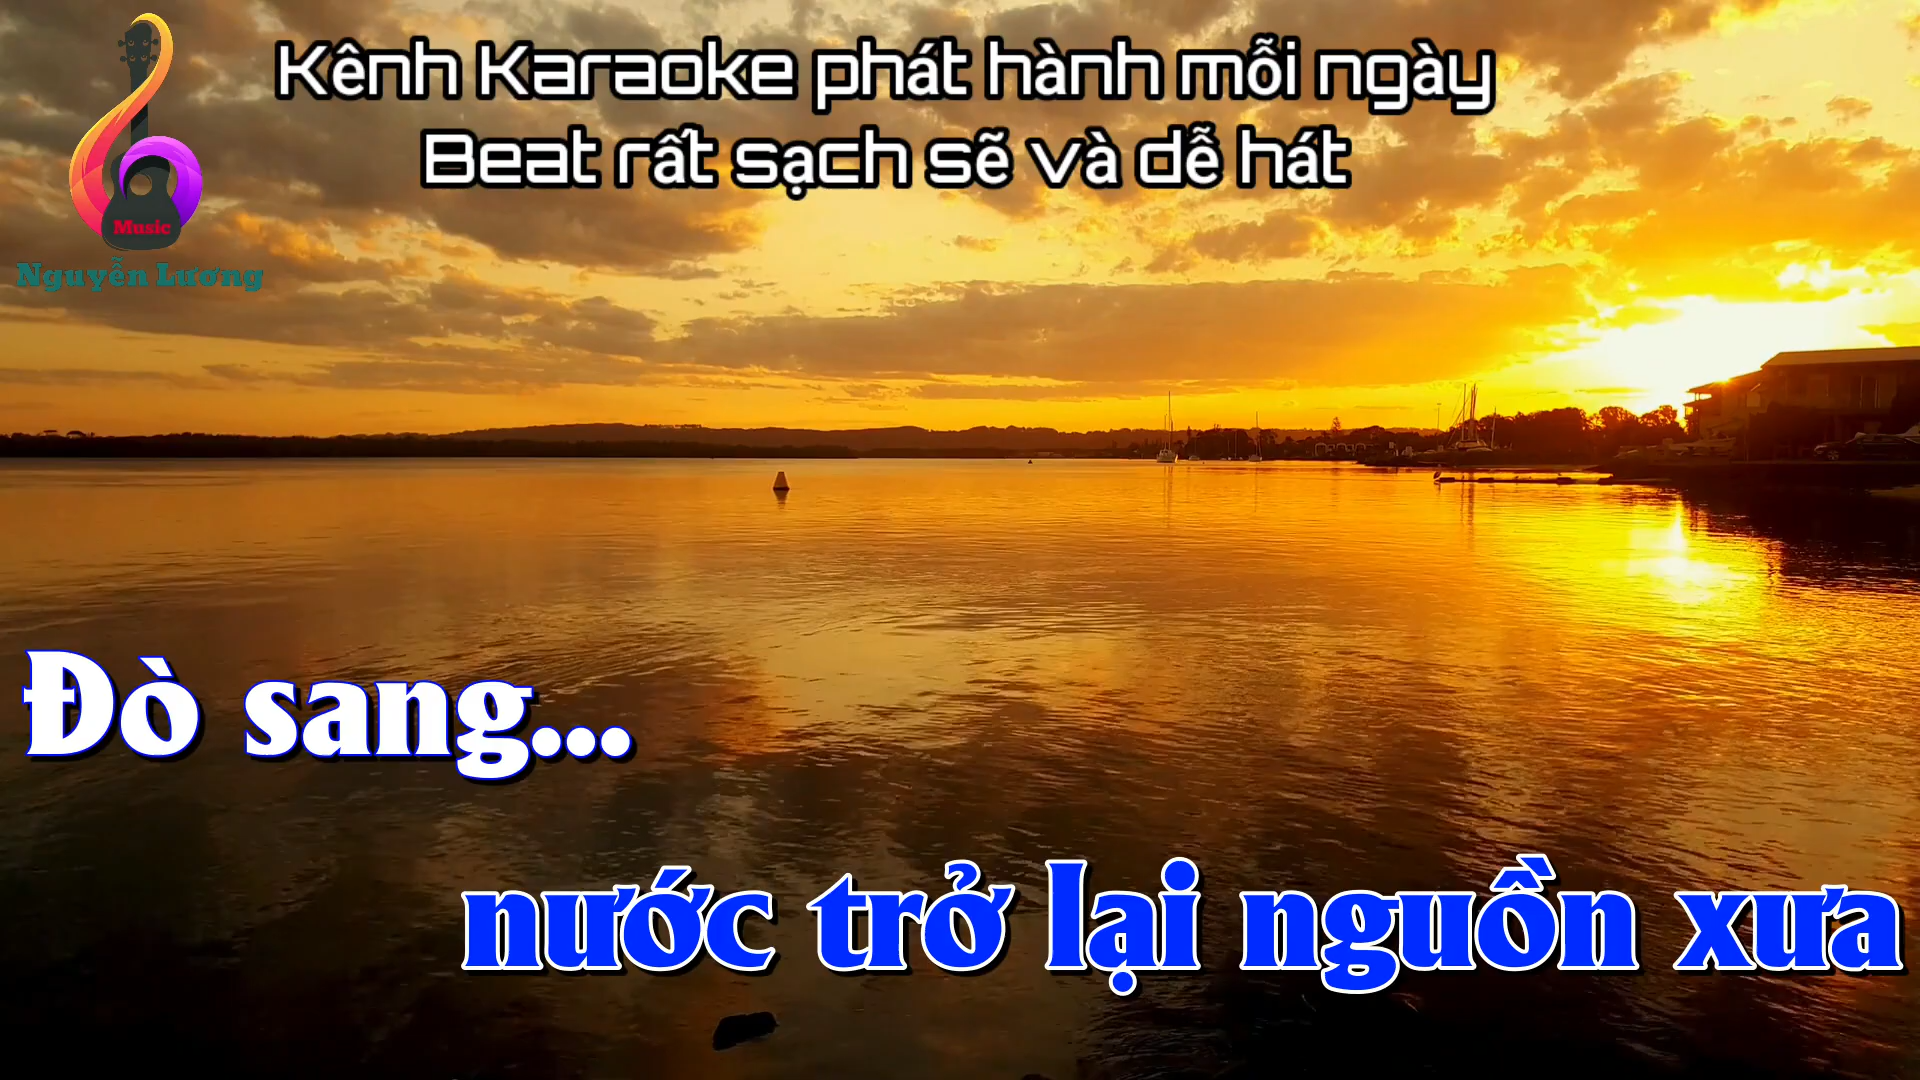 Kênh Karaoke phát hành mỗi ngày
Beat rất sạch sẽ và dễ hát
Music
Nguyễn Lương
Đò sang...
nước trở lại nguồn xưa